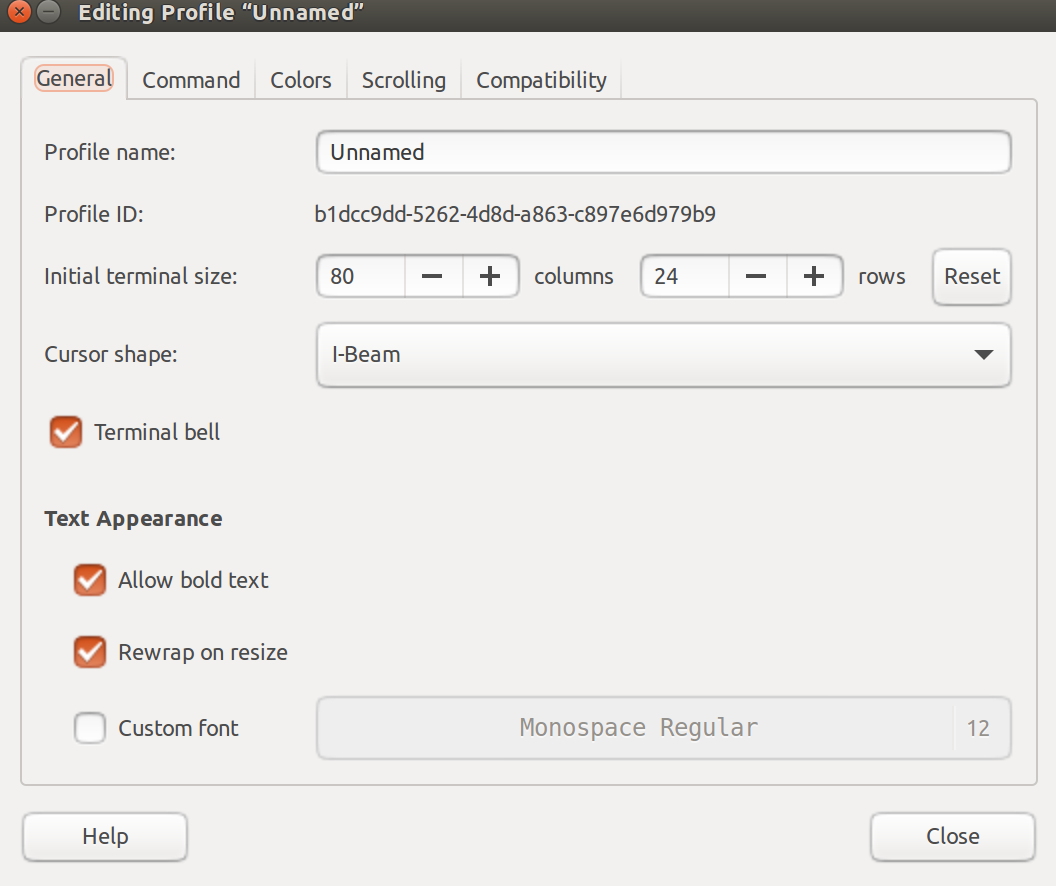 Editing Profile “Unnamed”
General Command Colors Scrolling Compatibility
Profile name: Unnamed
Profile ID: b1dcc9dd-5262-4d8d-a863-c897e6d979b9
Initial terminal size: 80 columns 24 rows Reset
Cursor shape: I-Beam
Terminal bell
Text Appearance
Allow bold text
Rewrap on resize
Custom font Monospace Regular 12
Help Close